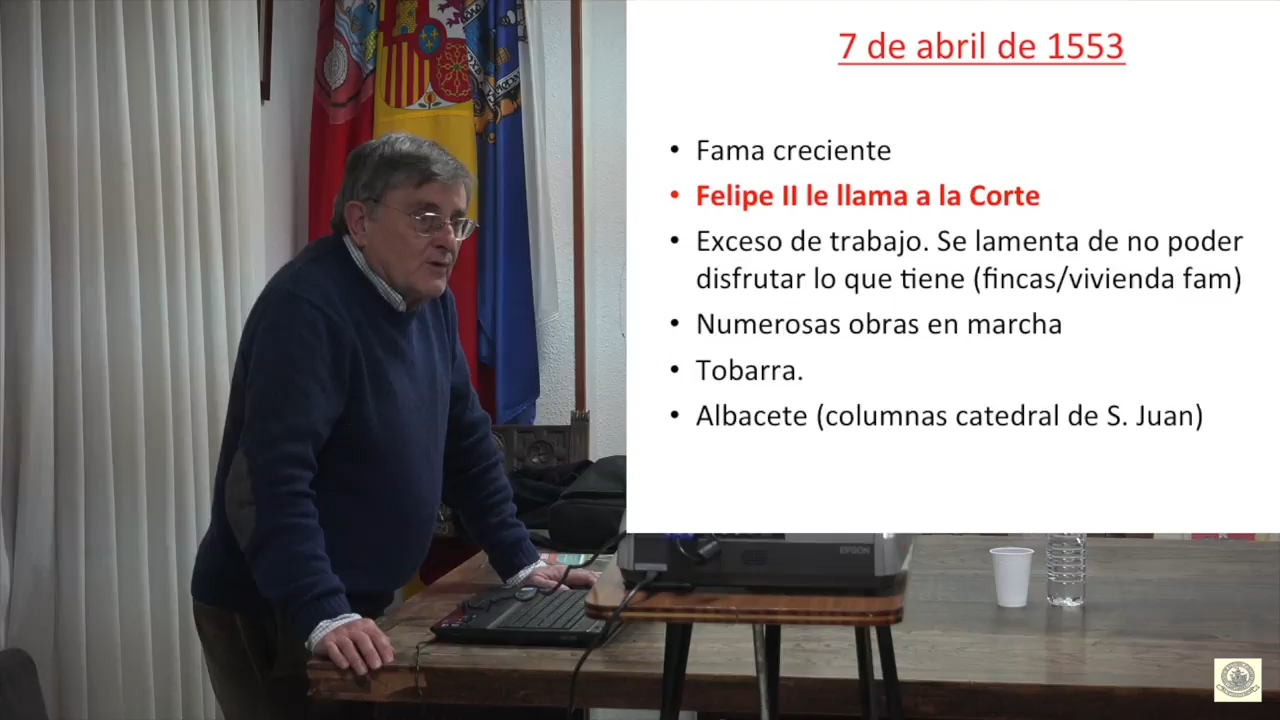 7 de abril de 1553
• Fama creciente
• Felipe II le llama a la Corte
• Exceso de trabajo. Se lamenta de no poder
disfrutar lo que tiene (fincas/vivienda fam)
• Numerosas obras en marcha
• Tobarra.
• Albacete (columnas catedral de S. Juan)
EPSON